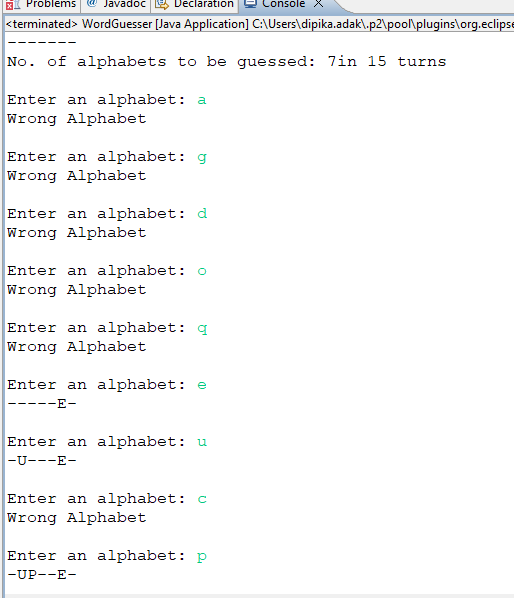 Problems @ Javadoc Declaration Console
<terminated> WordGuesser [Java Application] C:\Users\dipika.adak\.p2\pool\plugins\org.eclipse
-------
No. of alphabets to be guessed: 7in 15 turns
Enter an alphabet: a
Wrong Alphabet
Enter an alphabet: g
Wrong Alphabet
Enter an alphabet: d
Wrong Alphabet
Enter an alphabet: o
Wrong Alphabet
Enter an alphabet: q
Wrong Alphabet
Enter an alphabet: e
-----E-
Enter an alphabet: u
-U---E-
Enter an alphabet: c
Wrong Alphabet
Enter an alphabet: p
-UP--E-